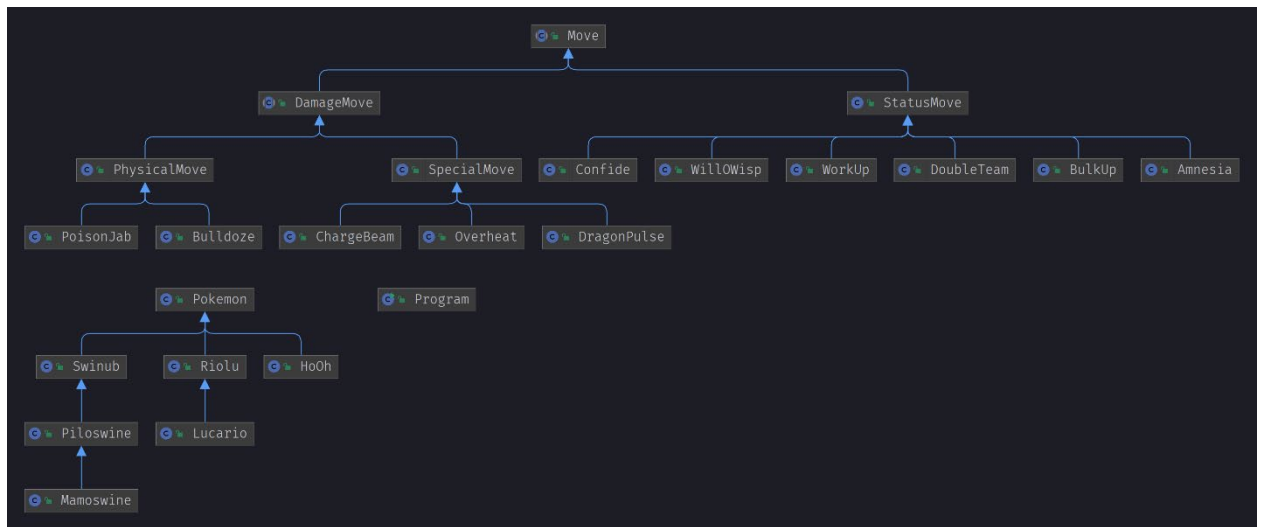 Move
DamageMove
StatusMove
PhysicalMove
SpecialMove
Confide
WillOWisp
WorkUp
DoubleTeam
BulkUp
Amnesia
PoisonJab
Bulldoze
ChargeBeam
Overheat
DragonPulse
Pokemon
Program
Swinub
Riolu
HoOh
Piloswine
Lucario
Mamoswine